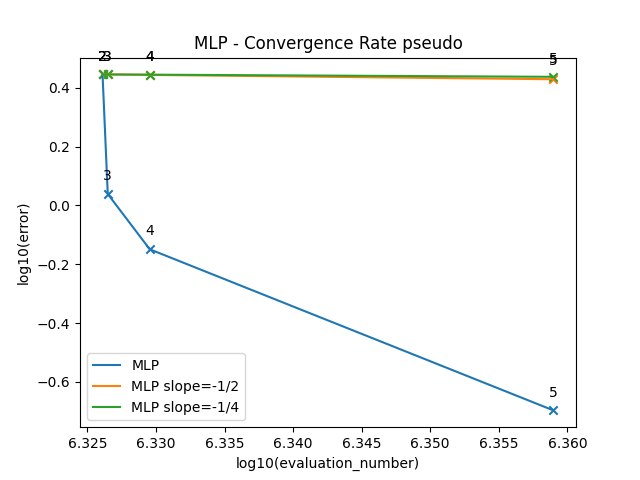 MLP - Convergence Rate pseudo
2 3 4 5
5
0.4
0.2
3
0.0
4
−0.2
−0.4
5
−0.6
log10(error)
MLP
MLP slope=-1/2
MLP slope=-1/4
6.325 6.330 6.335 6.340 6.345 6.350 6.355 6.360
log10(evaluation_number)